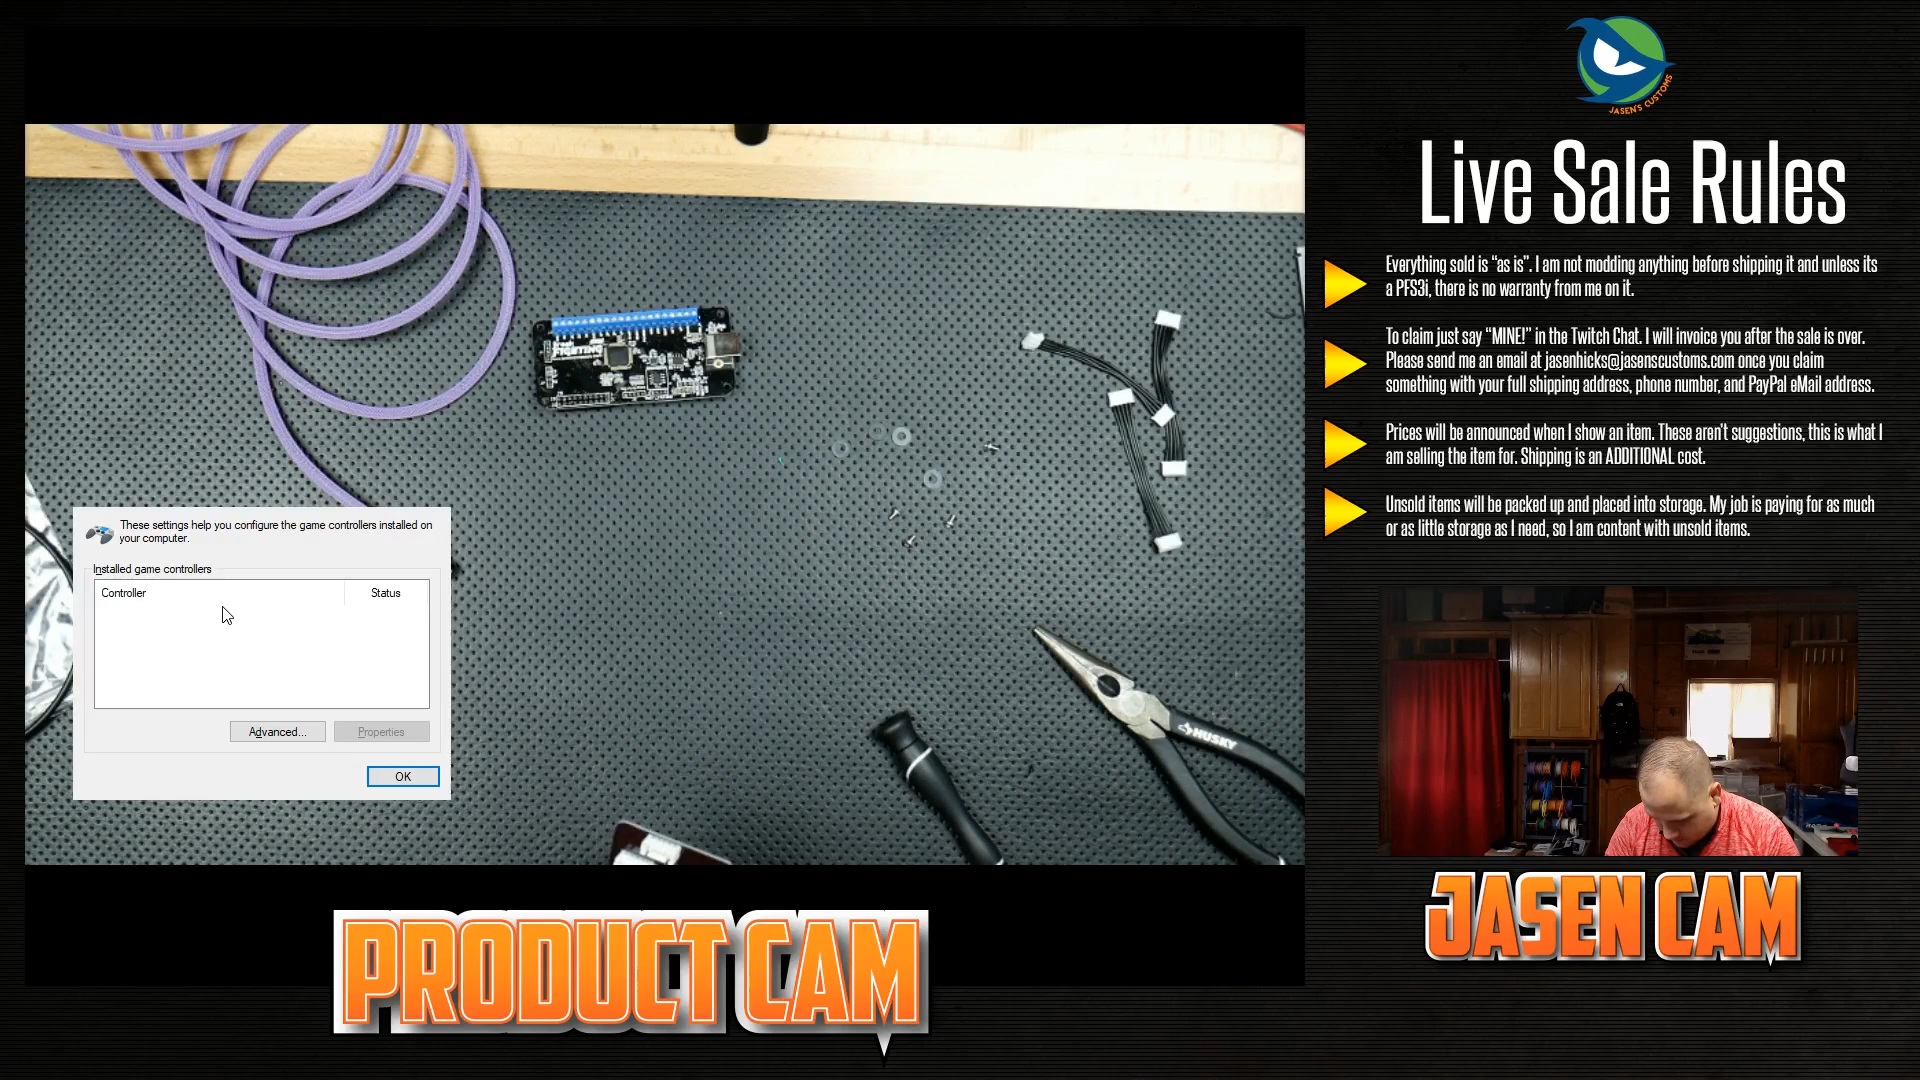 JASEN'S CUSTOMS
Live Sale Rules
Everything sold is “as is”. I am not modding anything before shipping it and unless its
a PFS3i, there is no warranty from me on it.
To claim just say “MINE!” in the Twitch Chat. I will invoice you after the sale is over.
Please send me an email at jasenhicks@jasenscustoms.com once you claim
something with your full shipping address, phone number, and PayPal eMail address.
Prices will be announced when I show an item. These aren't suggestions, this is what I
am selling the item for. Shipping is an ADDITIONAL cost.
Unsold items will be packed up and placed into storage. My job is paying for as much
or as little storage as I need, so I am content with unsold items.
These settings help you configure the game controllers installed on
your computer.
Installed game controllers
Controller Status
Advanced... Properties
OK
HUSKY
PRODUCT CAM
JASEN CAM